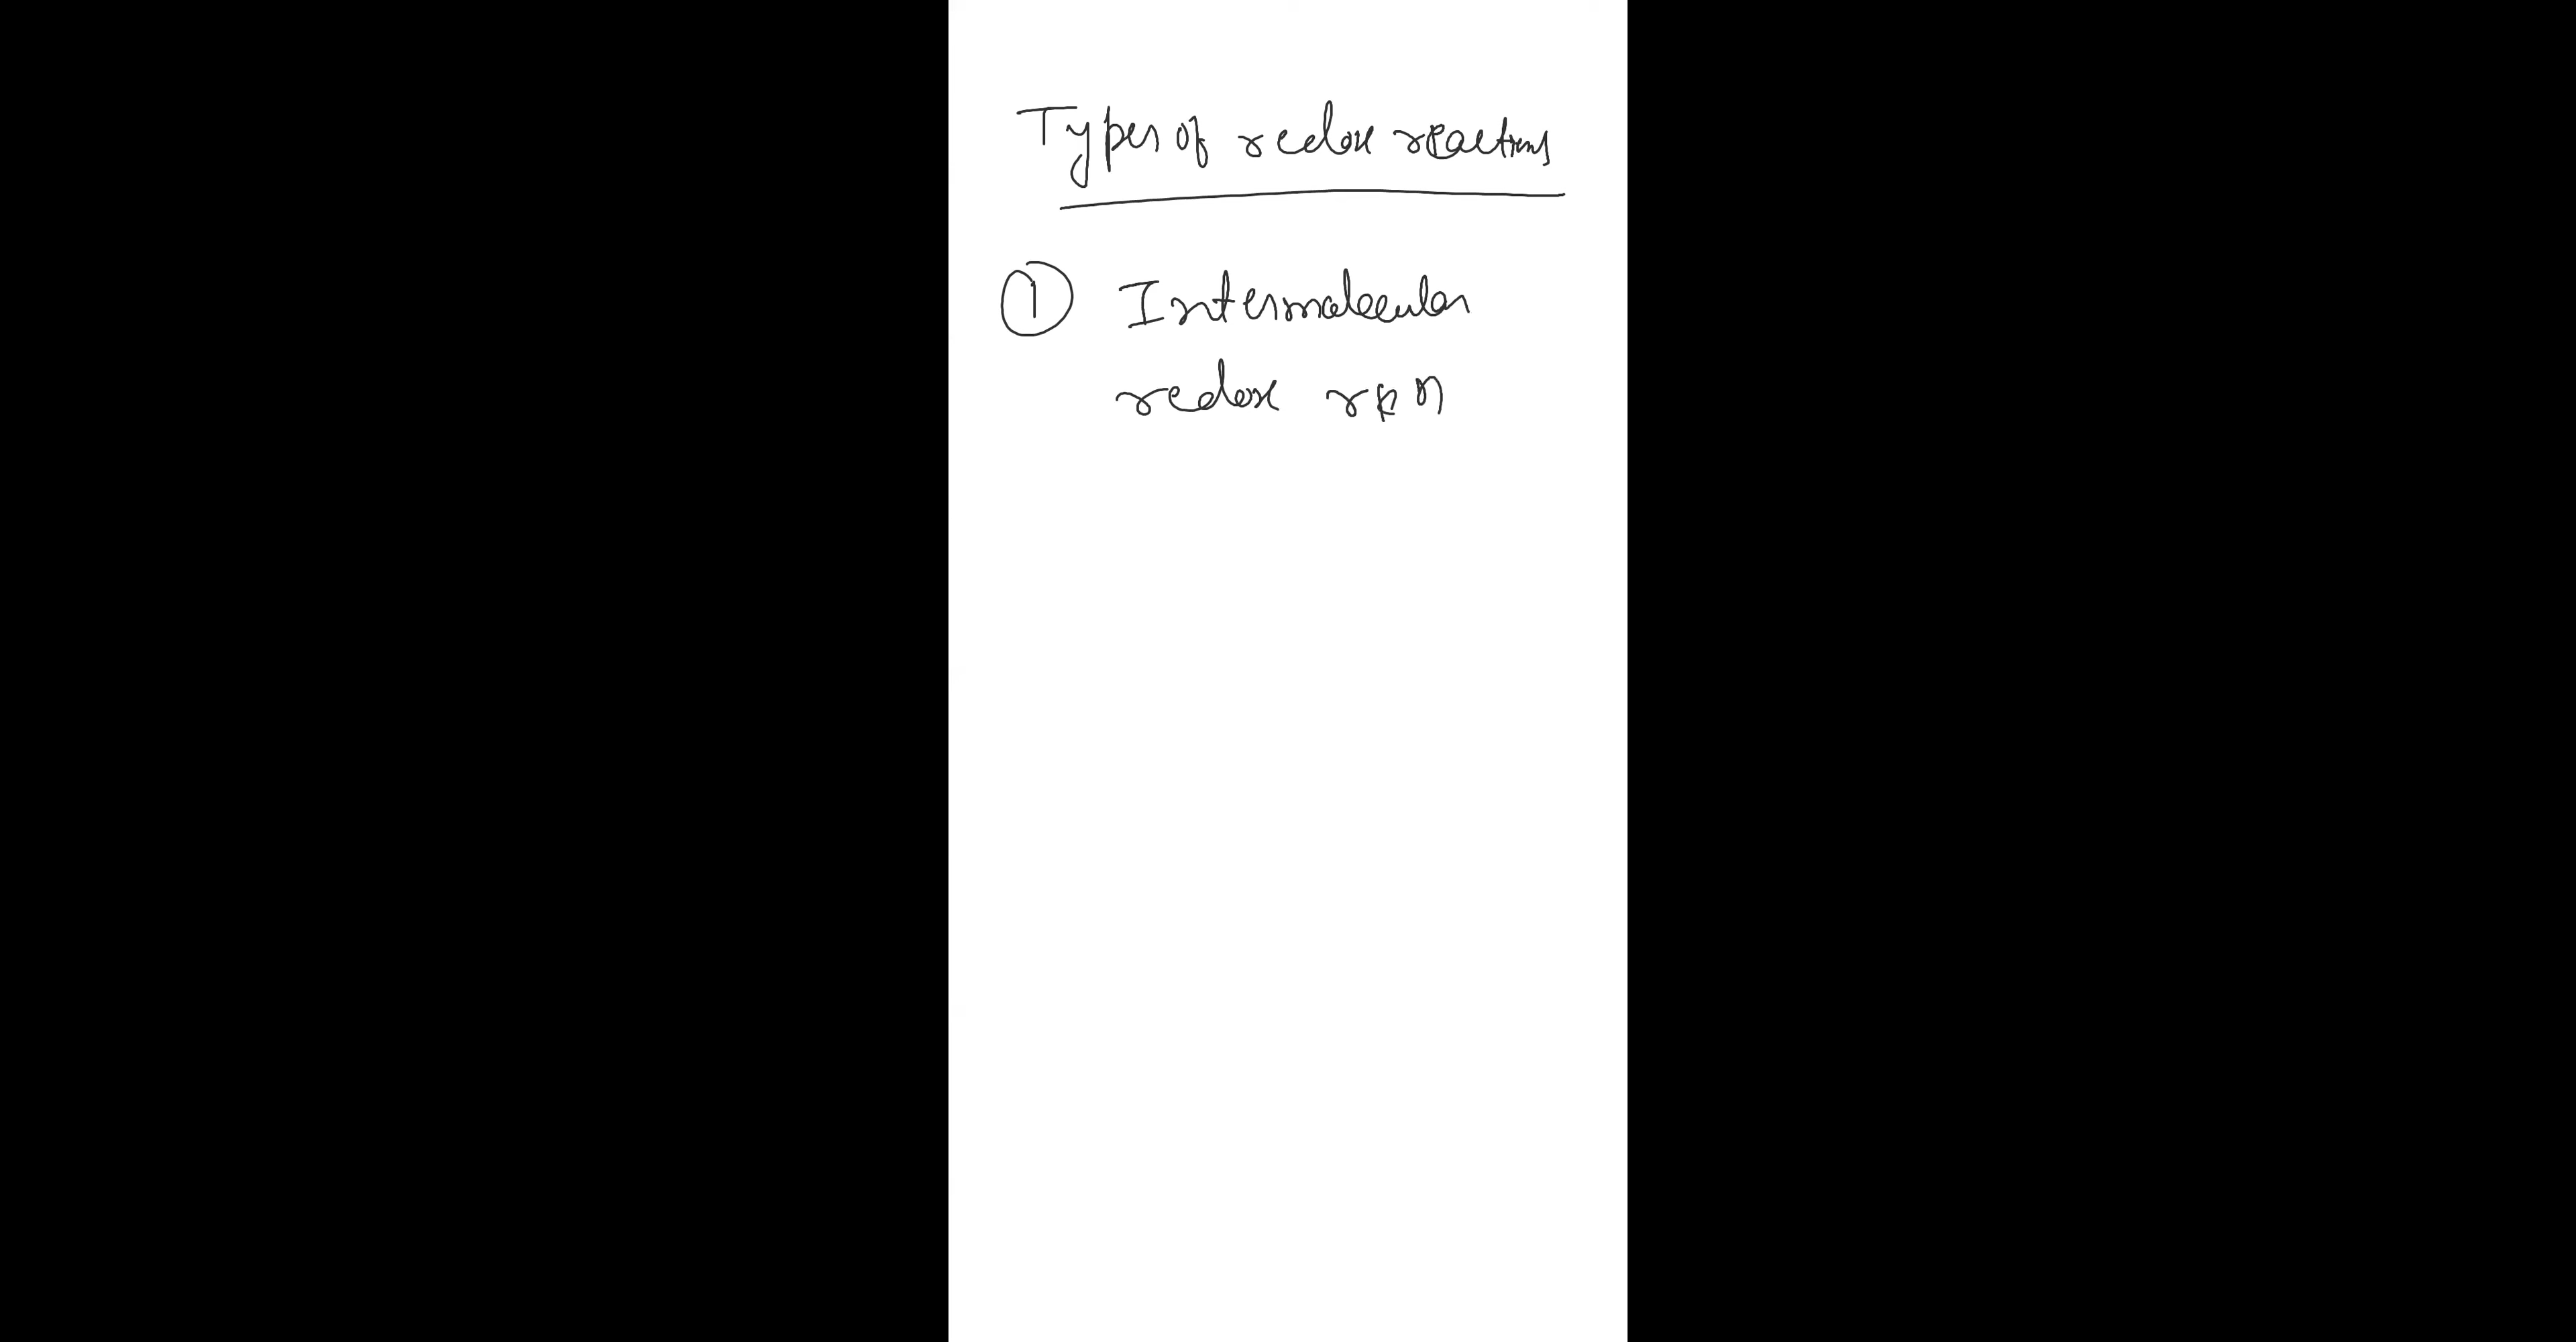 Types of redox reactions
① Intermolecular
redox rxn